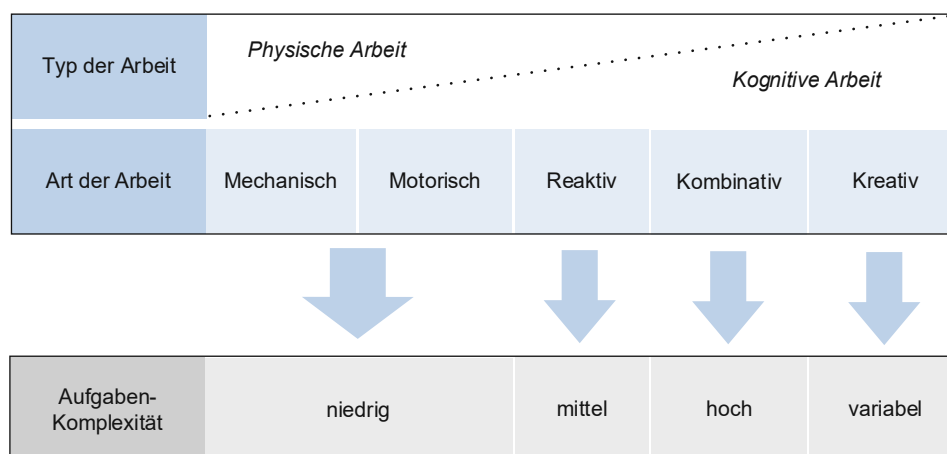 Typ der Arbeit
Physische Arbeit
Kognitive Arbeit
Art der Arbeit
Mechanisch
Motorisch
Reaktiv
Kombinativ
Kreativ
Aufgaben-
Komplexität
niedrig
mittel
hoch
variabel